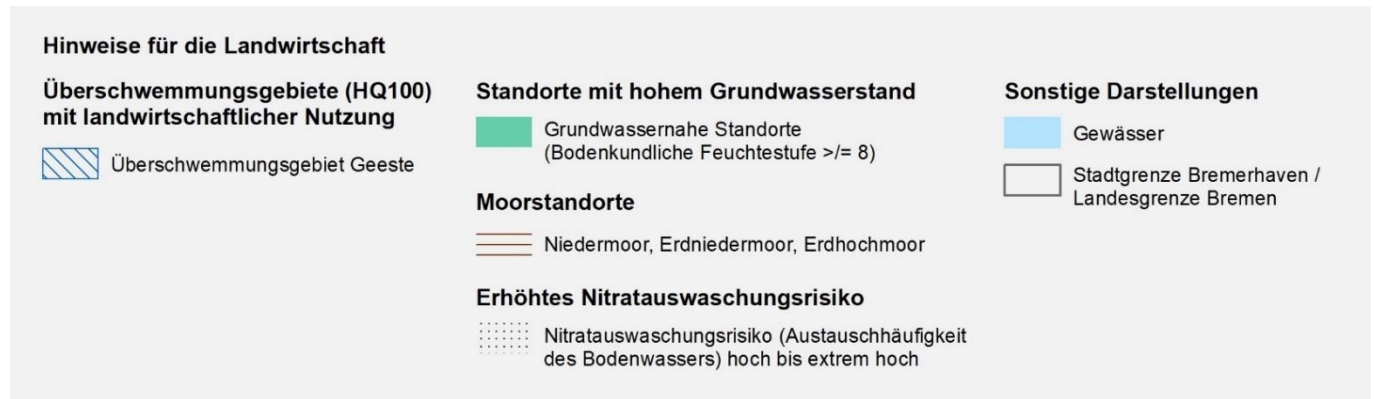 Hinweise für die Landwirtschaft
Überschwemmungsgebiete (HQ100)
mit landwirtschaftlicher Nutzung
Überschwemmungsgebiet Geeste
Standorte mit hohem Grundwasserstand
Grundwassernahe Standorte
(Bodenkundliche Feuchtestufe >/= 8)
Moorstandorte
Niedermoor, Erdniedermoor, Erdhochmoor
Erhöhtes Nitratauswaschungsrisiko
Nitratauswaschungsrisiko (Austauschhäufigkeit
des Bodenwassers) hoch bis extrem hoch
Sonstige Darstellungen
Gewässer
Stadtgrenze Bremerhaven /
Landesgrenze Bremen